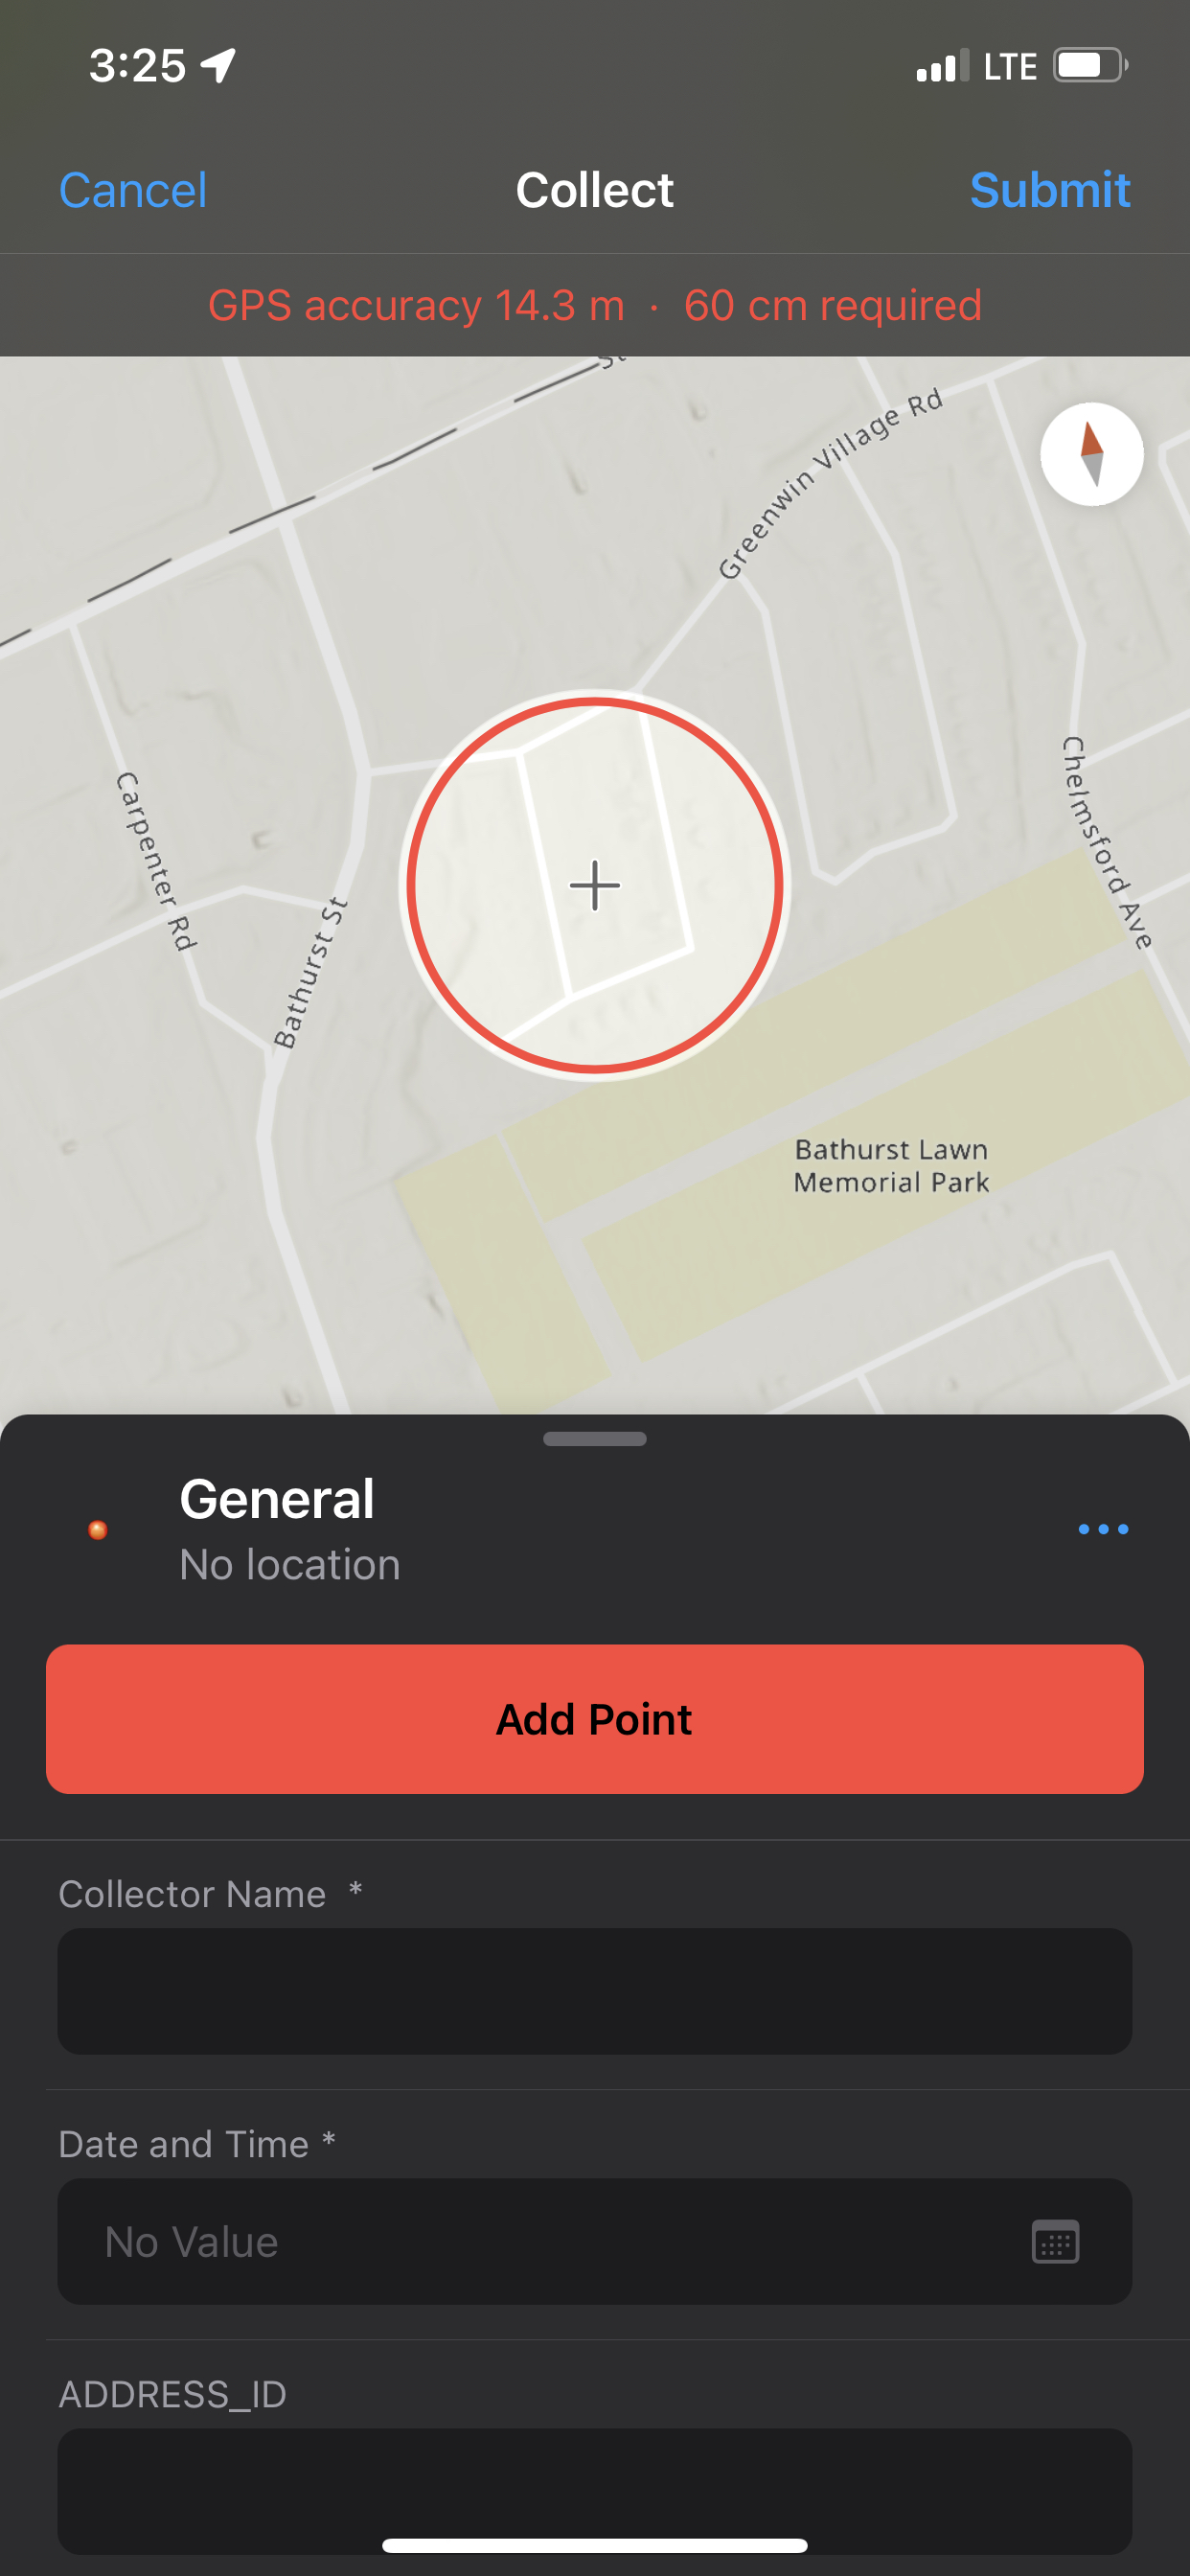 3:25
LTE
Cancel
Collect
Submit
GPS accuracy 14.3 m · 60 cm required
St
Greenwin Village Rd
Carpenter Rd
Bathurst St
Chelmsford Ave
Bathurst Lawn
Memorial Park
General
No location
Add Point
Collector Name *
Date and Time *
No Value
ADDRESS_ID